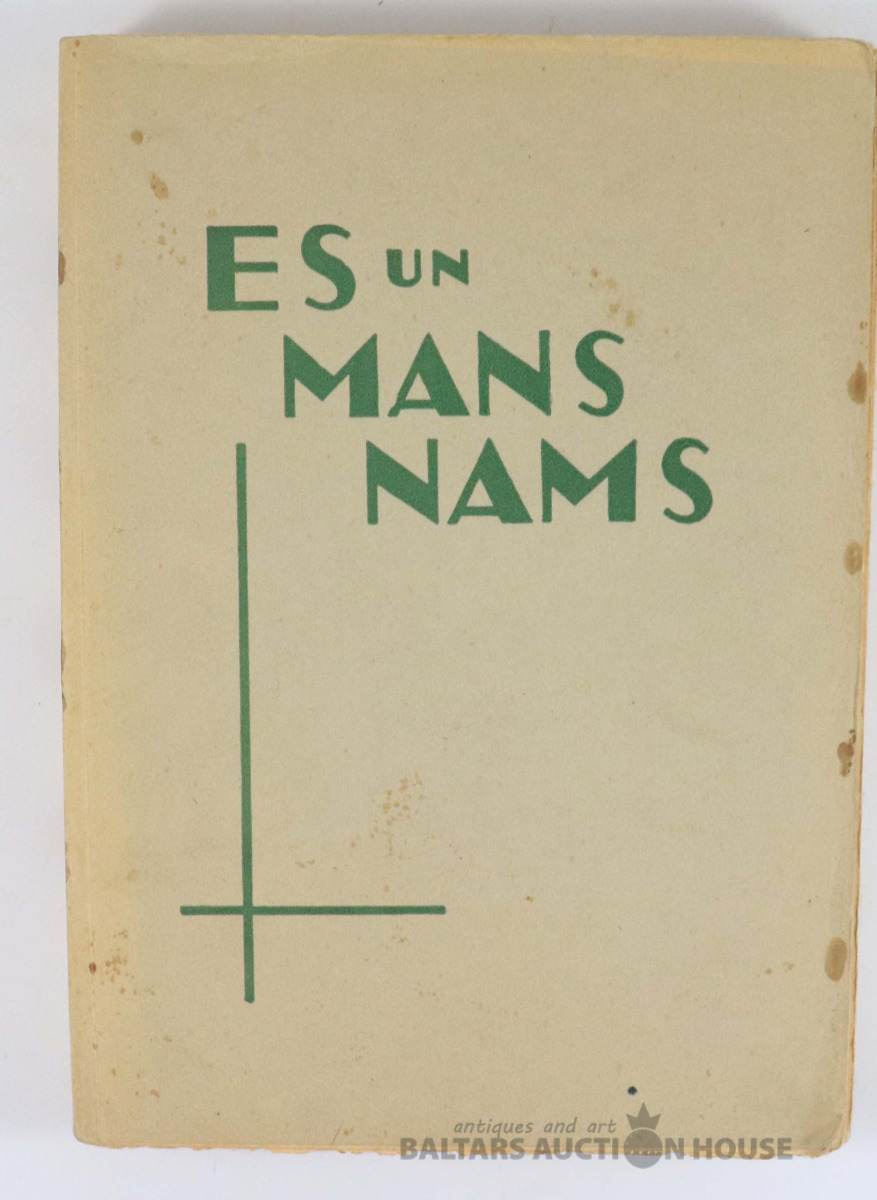 ES UN
MANS
NAMS
antiques and art
BALTARS AUCTION HOUSE